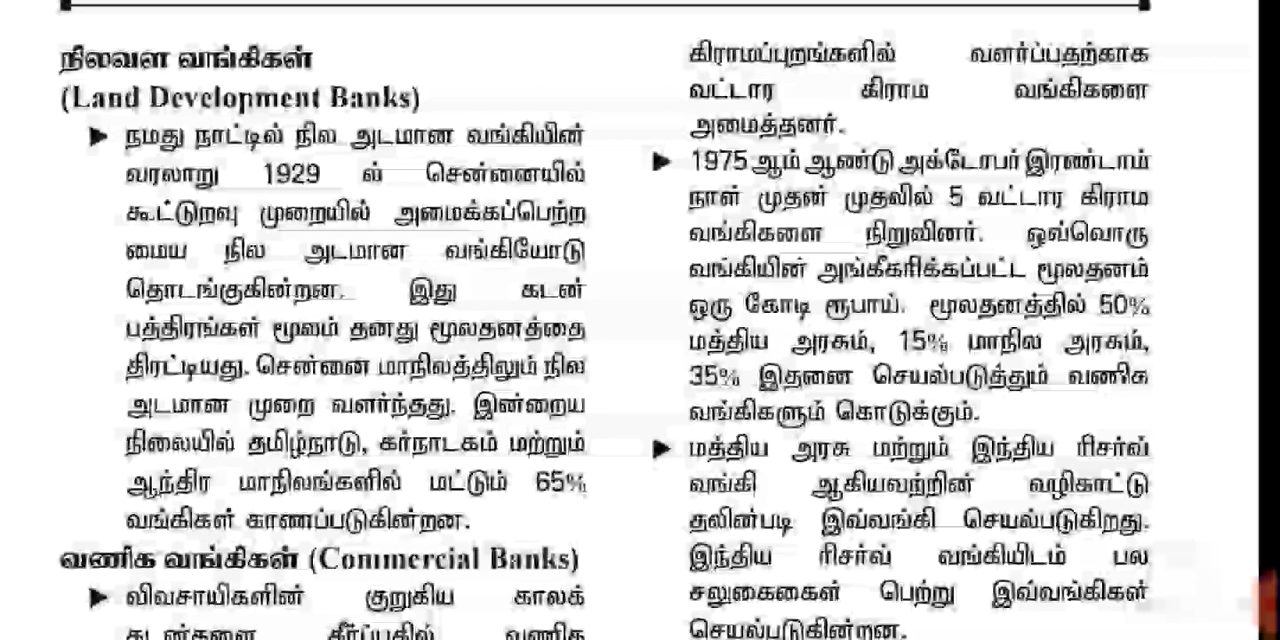 நிலவள வங்கிகள்
(Land Development Banks)
▶ நமது நாட்டில் நில அடமான வங்கியின்
வரலாறு 1929 ல் சென்னையில்
கூட்டுறவு முறையில் அமைக்கப்பெற்ற
மைய நில அடமான வங்கியோடு
தொடங்குகின்றன. இது கடன்
பத்திரங்கள் மூலம் தனது மூலதனத்தை
திரட்டியது. சென்னை மாநிலத்திலும் நில
அடமான முறை வளர்ந்தது. இன்றைய
நிலையில் தமிழ்நாடு, கர்நாடகம் மற்றும்
ஆந்திர மாநிலங்களில் மட்டும் 65%
வங்கிகள் காணப்படுகின்றன.
வணிக வங்கிகள் (Commercial Banks)
▶ விவசாயிகளின் குறுகிய காலக்
கடன்களை தீர்ப்பதில் வணிக
கிராமப்புறங்களில் வளர்ப்பதற்காக
வட்டார கிராம வங்கிகளை
அமைத்தனர்.
▶ 1975 ஆம் ஆண்டு அக்டோபர் இரண்டாம்
நாள் முதன் முதலில் 5 வட்டார கிராம
வங்கிகளை நிறுவினர். ஒவ்வொரு
வங்கியின் அங்கீகரிக்கப்பட்ட மூலதனம்
ஒரு கோடி ரூபாய். மூலதனத்தில் 50%
மத்திய அரசும், 15% மாநில அரசும்,
35% இதனை செயல்படுத்தும் வணிக
வங்கிகளும் கொடுக்கும்.
▶ மத்திய அரசு மற்றும் இந்திய ரிசர்வ்
வங்கி ஆகியவற்றின் வழிகாட்டு
தலின்படி இவ்வங்கி செயல்படுகிறது.
இந்திய ரிசர்வ் வங்கியிடம் பல
சலுகைகைள் பெற்று இவ்வங்கிகள்
செயல்படுகின்றன.